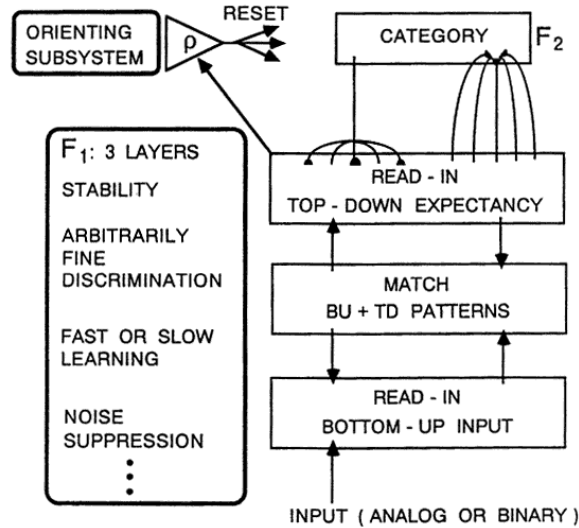 ORIENTING
SUBSYSTEM
ρ
RESET
CATEGORY
F2
F1: 3 LAYERS
STABILITY
ARBITRARILY
FINE
DISCRIMINATION
FAST OR SLOW
LEARNING
NOISE
SUPPRESSION
READ - IN
TOP - DOWN EXPECTANCY
MATCH
BU + TD PATTERNS
READ - IN
BOTTOM - UP INPUT
INPUT ( ANALOG OR BINARY )